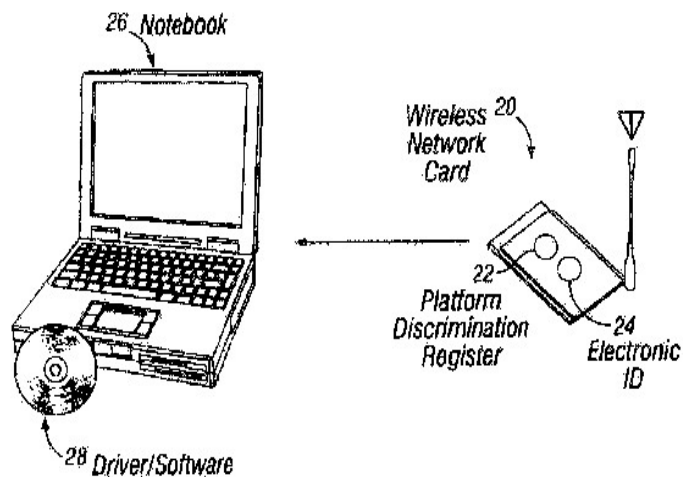 26 Notebook
Wireless 20
Network
Card
22
Platform
Discrimination
Register
24
Electronic
ID
28 Driver/Software